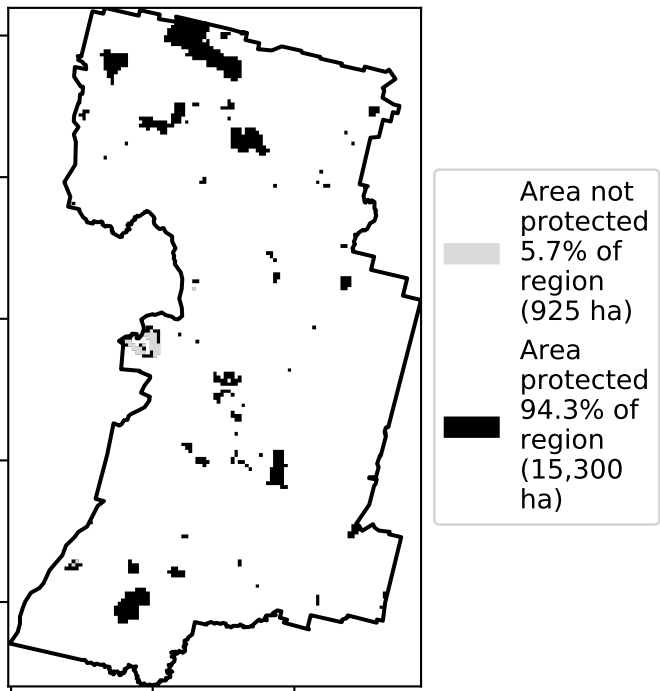 Area not
protected
5.7% of
region
(925 ha)
Area
protected
94.3% of
region
(15,300
ha)